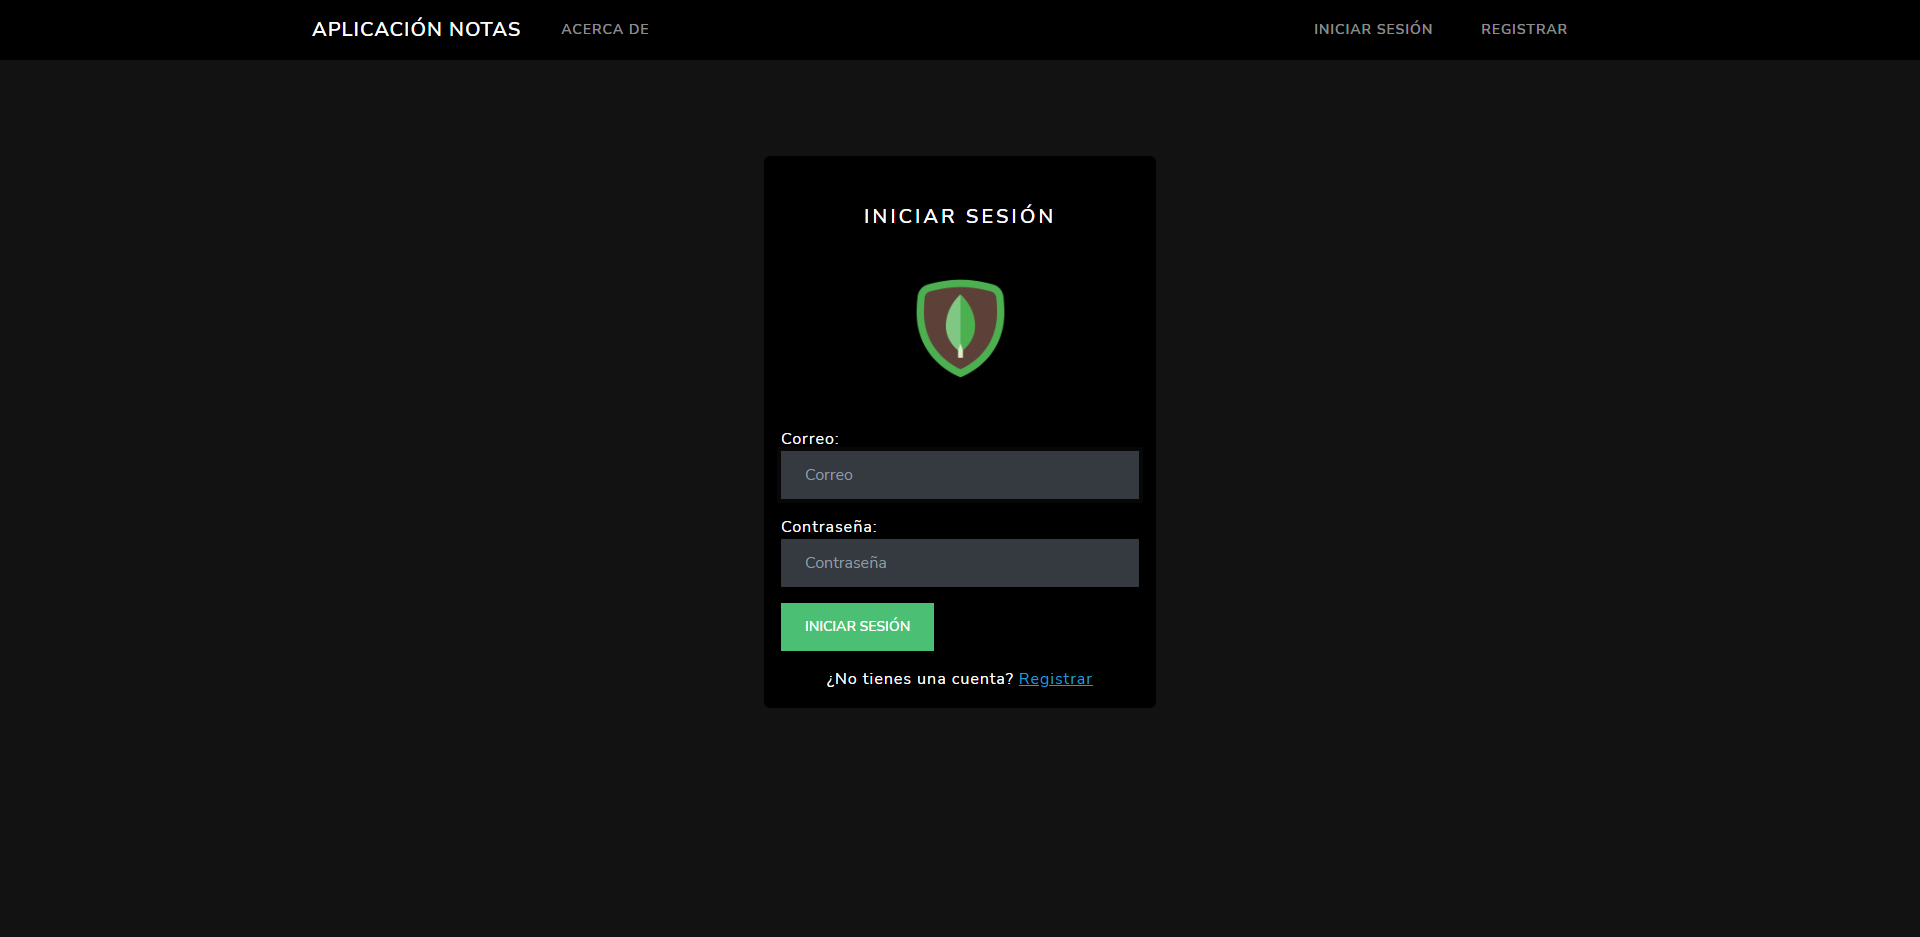 APLICACIÓN NOTAS ACERCA DE INICIAR SESIÓN REGISTRAR
INICIAR SESIÓN
Correo:
Correo
Contraseña:
Contraseña
INICIAR SESIÓN
¿No tienes una cuenta? Registrar